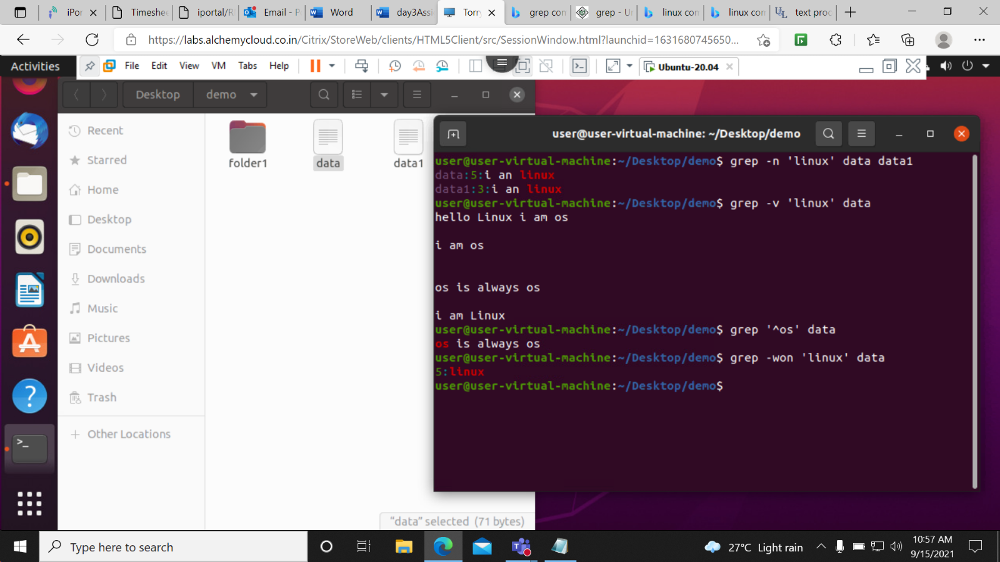 iPor
Timeshee
iportal/R
Email - P
Word
day3Assi
Torry
grep com
grep - Ur
linux com
linux com
text proc
https://labs.alchemycloud.co.in/Citrix/StoreWeb/clients/HTML5Client/src/SessionWindow.html?launchid=1631680745650...
Activities
File Edit View VM Tabs Help
Ubuntu-20.04
Desktop demo
Recent
Starred
Home
Desktop
Documents
Downloads
Music
Pictures
Videos
Trash
Other Locations
folder1
data
data1
"data" selected (71 bytes)
user@user-virtual-machine: ~/Desktop/demo
user@user-virtual-machine:~/Desktop/demo$ grep -n 'linux' data data1
data:5:i an linux
data1:3:i an linux
user@user-virtual-machine:~/Desktop/demo$ grep -v 'linux' data
hello Linux i am os
i am os
os is always os
i am Linux
user@user-virtual-machine:~/Desktop/demo$ grep '^os' data
os is always os
user@user-virtual-machine:~/Desktop/demo$ grep -won 'linux' data
5:linux
user@user-virtual-machine:~/Desktop/demo$
Type here to search
27°C Light rain
10:57 AM
9/15/2021